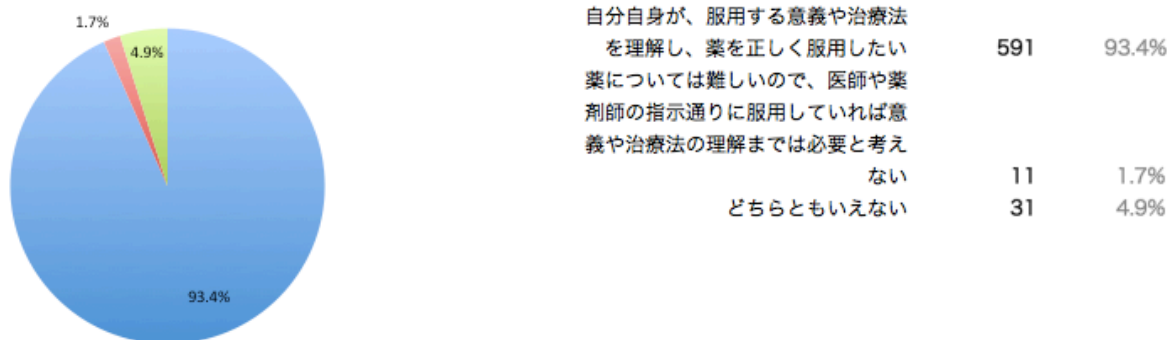 1.7%
4.9%
93.4%
自分自身が、服用する意義や治療法
を理解し、薬を正しく服用したい 591 93.4%
薬については難しいので、医師や薬
剤師の指示通りに服用していれば意
義や治療法の理解までは必要と考え
ない 11 1.7%
どちらともいえない 31 4.9%